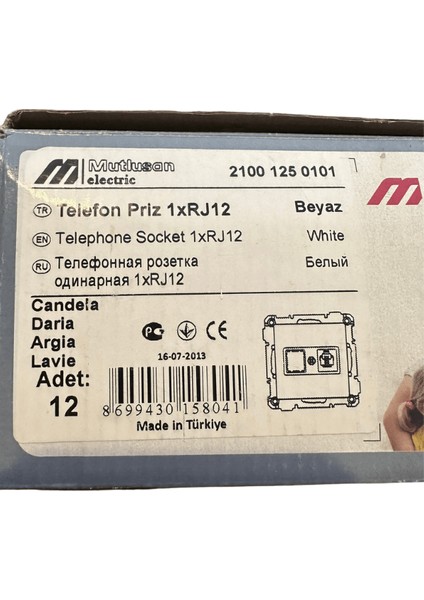 Mutlusan
electric
2100 125 0101
TR Telefon Priz 1xRJ12 Beyaz
EN Telephone Socket 1xRJ12 White
RU Телефонная розетка Белый
одинарная 1xRJ12
Candela
Daria
Argia
Lavie
Adet:
12
CE
16-07-2013
8 699430 158041
Made in Türkiye